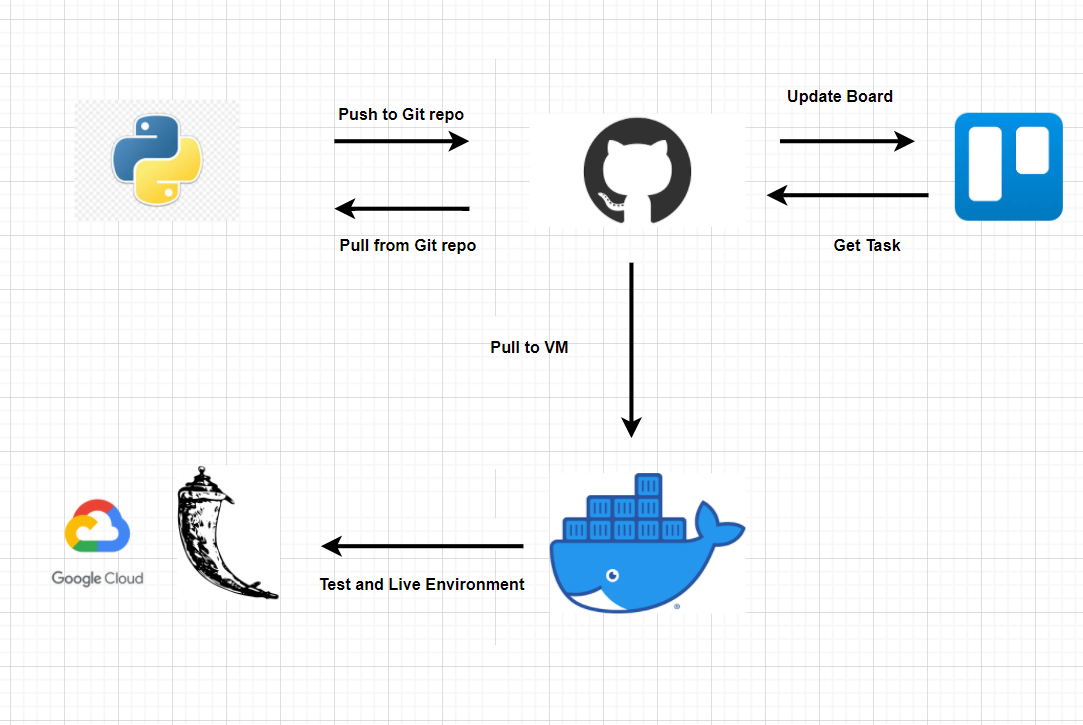 Update Board
Push to Git repo
Pull from Git repo
Get Task
Pull to VM
Google Cloud
Test and Live Environment
®